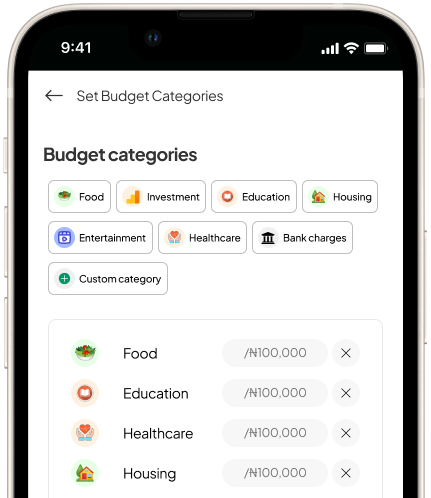 9:41
Set Budget Categories
Budget categories
Food Investment Education Housing
Entertainment Healthcare Bank charges
Custom category
Food /₦100,000
Education /₦100,000
Healthcare /₦100,000
Housing /₦100,000